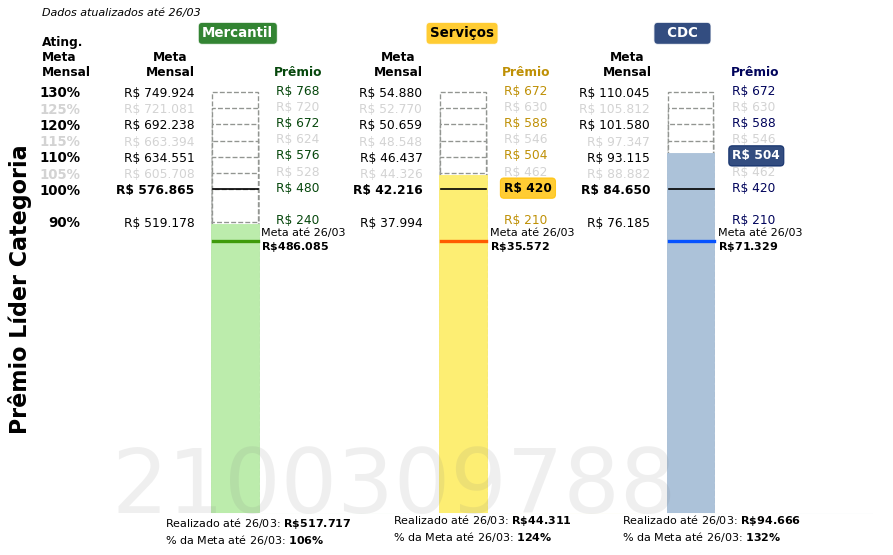 Dados atualizados até 26/03
Mercantil Serviços CDC
Ating.
Meta Meta Meta Meta
Mensal Mensal Prêmio Mensal Prêmio Mensal Prêmio
130% R$ 749.924 R$ 768 R$ 54.880 R$ 672 R$ 110.045 R$ 672
125% R$ 721.081 R$ 720 R$ 52.770 R$ 630 R$ 105.812 R$ 630
120% R$ 692.238 R$ 672 R$ 50.659 R$ 588 R$ 101.580 R$ 588
115% R$ 663.394 R$ 624 R$ 48.548 R$ 546 R$ 97.347 R$ 546
110% R$ 634.551 R$ 576 R$ 46.437 R$ 504 R$ 93.115 R$ 504
105% R$ 605.708 R$ 528 R$ 44.326 R$ 462 R$ 88.882 R$ 462
100% R$ 576.865 R$ 480 R$ 42.216 R$ 420 R$ 84.650 R$ 420
90% R$ 519.178 R$ 240 R$ 37.994 R$ 210 R$ 76.185 R$ 210
Meta até 26/03 Meta até 26/03 Meta até 26/03
R$486.085 R$35.572 R$71.329
Prêmio Líder Categoria
2100309788
Realizado até 26/03: R$517.717 Realizado até 26/03: R$44.311 Realizado até 26/03: R$94.666
% da Meta até 26/03: 106% % da Meta até 26/03: 124% % da Meta até 26/03: 132%